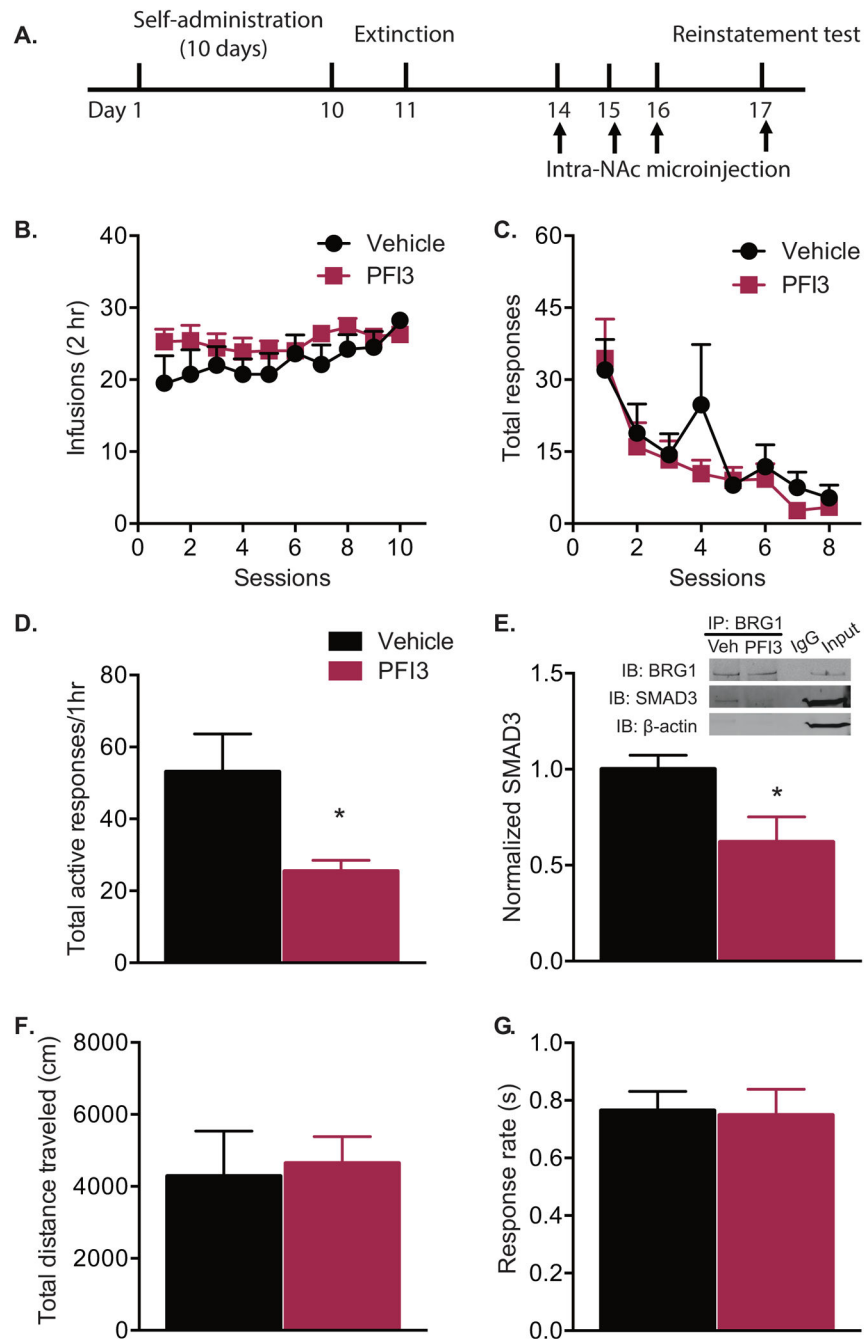 A.
Self-administration
(10 days)
Extinction
Reinstatement test
Day 1
10
11
14
15
16
17
Intra-NAc microinjection
B.
Vehicle
PFI3
Infusions (2 hr)
40
30
20
10
0
0 2 4 6 8 10
Sessions
C.
Vehicle
PFI3
Total responses
60
45
30
15
0
0 2 4 6 8
Sessions
D.
Vehicle
PFI3
Total active responses/1hr
80
60
40
20
0
*
E.
IP: BRG1
Veh PFI3 IgG Input
IB: BRG1
IB: SMAD3
IB: β-actin
Normalized SMAD3
1.5
1.0
0.5
0.0
*
F.
Total distance traveled (cm)
8000
6000
4000
2000
0
G.
Response rate (s)
1.0
0.8
0.6
0.4
0.2
0.0